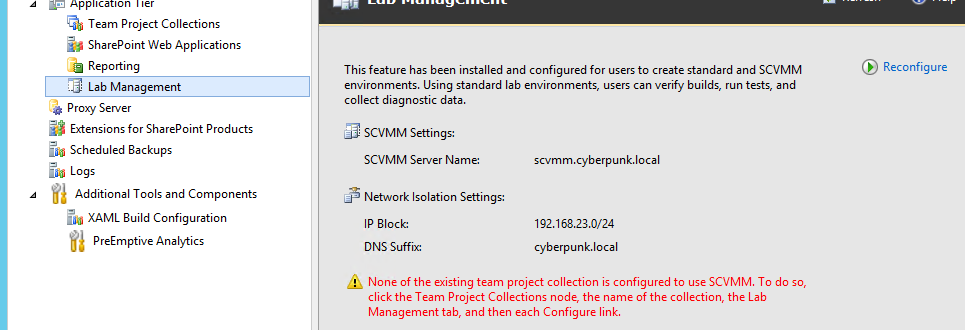 Application Tier
Team Project Collections
SharePoint Web Applications
Reporting
Lab Management
Proxy Server
Extensions for SharePoint Products
Scheduled Backups
Logs
Additional Tools and Components
XAML Build Configuration
PreEmptive Analytics
Lab Management
Refresh
Help
This feature has been installed and configured for users to create standard and SCVMM
environments. Using standard lab environments, users can verify builds, run tests, and
collect diagnostic data.
Reconfigure
SCVMM Settings:
SCVMM Server Name: scvmm.cyberpunk.local
Network Isolation Settings:
IP Block: 192.168.23.0/24
DNS Suffix: cyberpunk.local
None of the existing team project collection is configured to use SCVMM. To do so,
click the Team Project Collections node, the name of the collection, the Lab
Management tab, and then each Configure link.